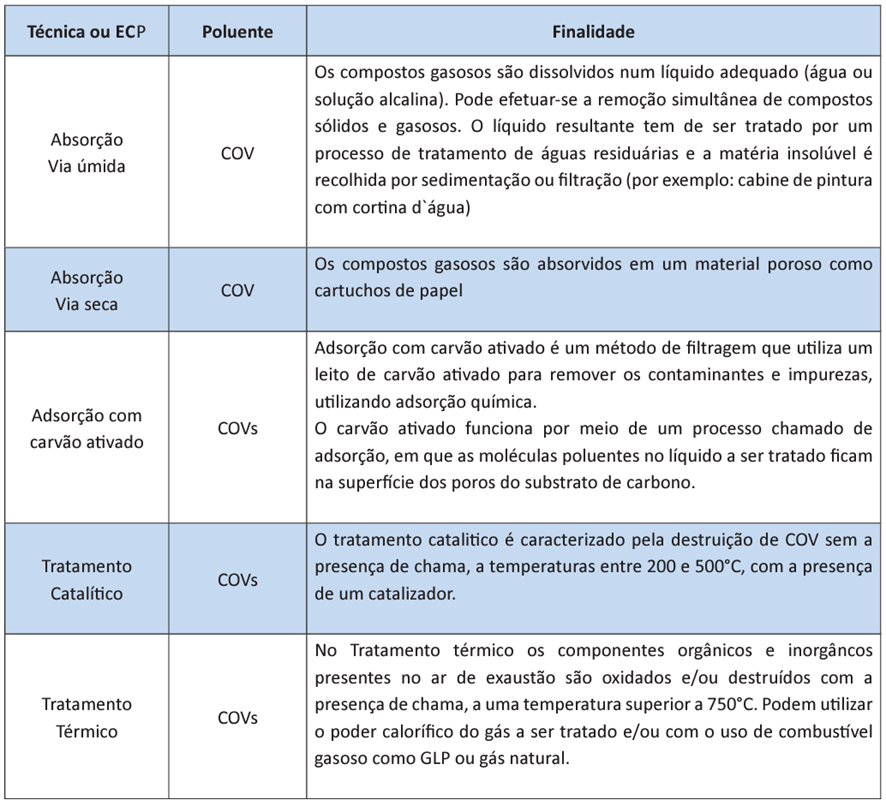 Técnica ou ECP
Poluente
Finalidade
Absorção
Via úmida
COV
Os compostos gasosos são dissolvidos num líquido adequado (água ou
solução alcalina). Pode efetuar-se a remoção simultânea de compostos
sólidos e gasosos. O líquido resultante tem de ser tratado por um
processo de tratamento de águas residuárias e a matéria insolúvel é
recolhida por sedimentação ou filtração (por exemplo: cabine de pintura
com cortina d`água)
Absorção
Via seca
COV
Os compostos gasosos são absorvidos em um material poroso como
cartuchos de papel
Adsorção com
carvão ativado
COVs
Adsorção com carvão ativado é um método de filtragem que utiliza um
leito de carvão ativado para remover os contaminantes e impurezas,
utilizando adsorção química.
O carvão ativado funciona por meio de um processo chamado de
adsorção, em que as moléculas poluentes no líquido a ser tratado ficam
na superfície dos poros do substrato de carbono.
Tratamento
Catalítico
COVs
O tratamento catalitico é caracterizado pela destruição de COV sem a
presença de chama, a temperaturas entre 200 e 500°C, com a presença
de um catalizador.
Tratamento
Térmico
COVs
No Tratamento térmico os componentes orgânicos e inorgâncos
presentes no ar de exaustão são oxidados e/ou destruídos com a
presença de chama, a uma temperatura superior a 750°C. Podem utilizar
o poder calorífico do gás a ser tratado e/ou com o uso de combustível
gasoso como GLP ou gás natural.